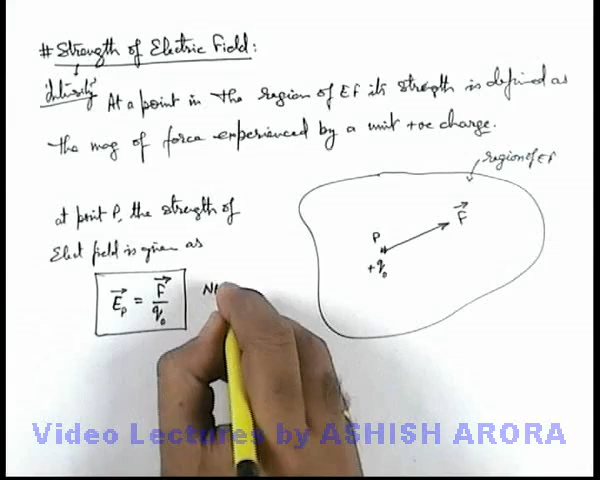 # Strength of Electric Field:
'Intensity' At a point in the region of EF its strength is defined as
the mag of force experienced by a unit +ve charge.
region of EF
at point P, the strength of
Elect field is given as
E⃗p = F⃗/q₀
N
P
F⃗
+q₀
Video Lectures by ASHISH ARORA